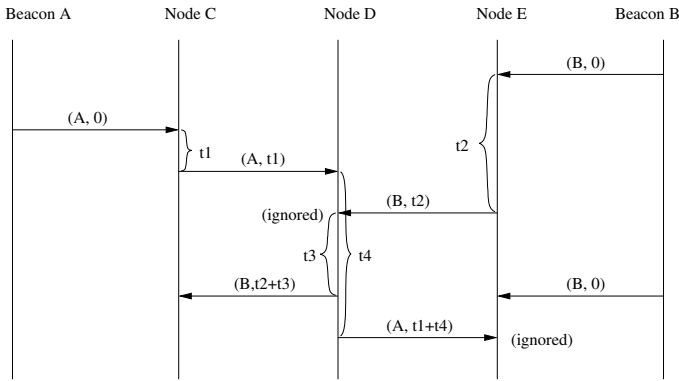 Beacon A Node C Node D Node E Beacon B
(B, 0)
(A, 0)
t1 (A, t1) t2
(ignored) (B, t2)
t3 t4
(B,t2+t3) (B, 0)
(A, t1+t4) (ignored)